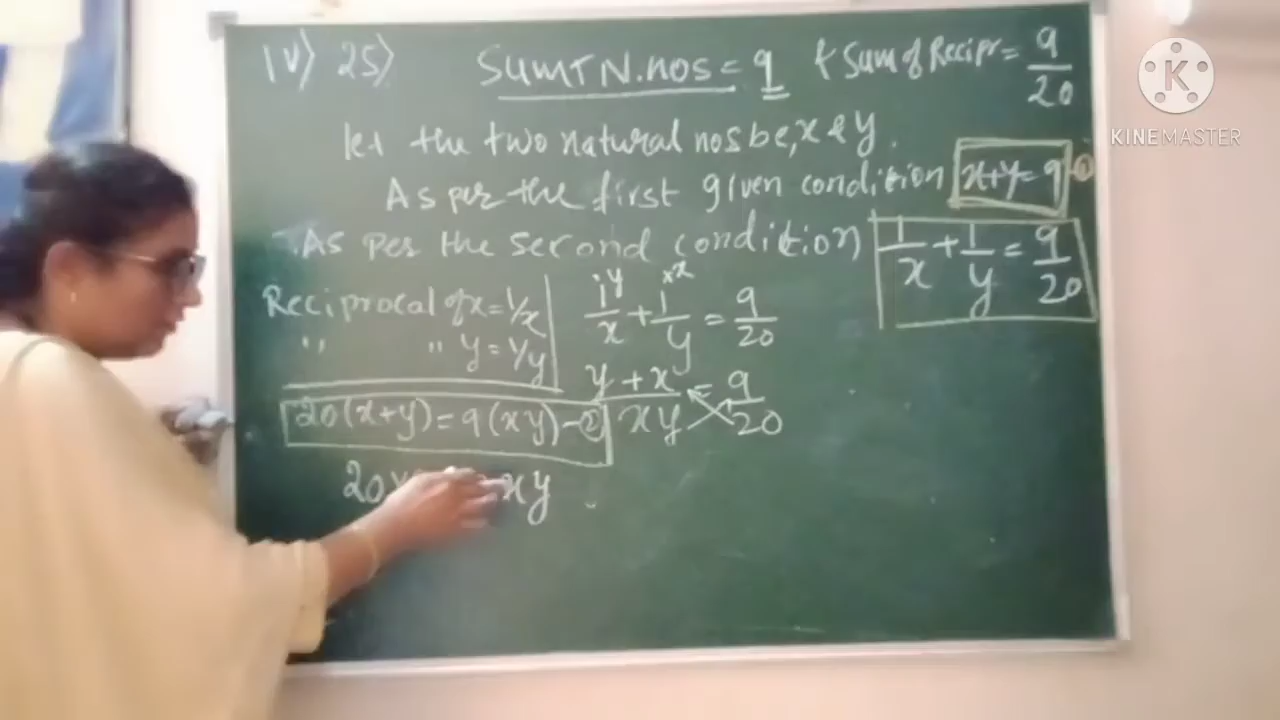 IV) 25) SUM T N. nos = 9 & Sum of Recipr = 9/20
let the two natural nos be, x & y.
As per the first given condition x+y=9 ①
As per the second condition 1/x + 1/y = 9/20
Reciprocal of x = 1/x
" " y = 1/y
1/x ^y + 1/y ^×x = 9/20
y + x / xy = 9/20
20(x+y) = 9(xy) - ②
20 xy
KINEMASTER